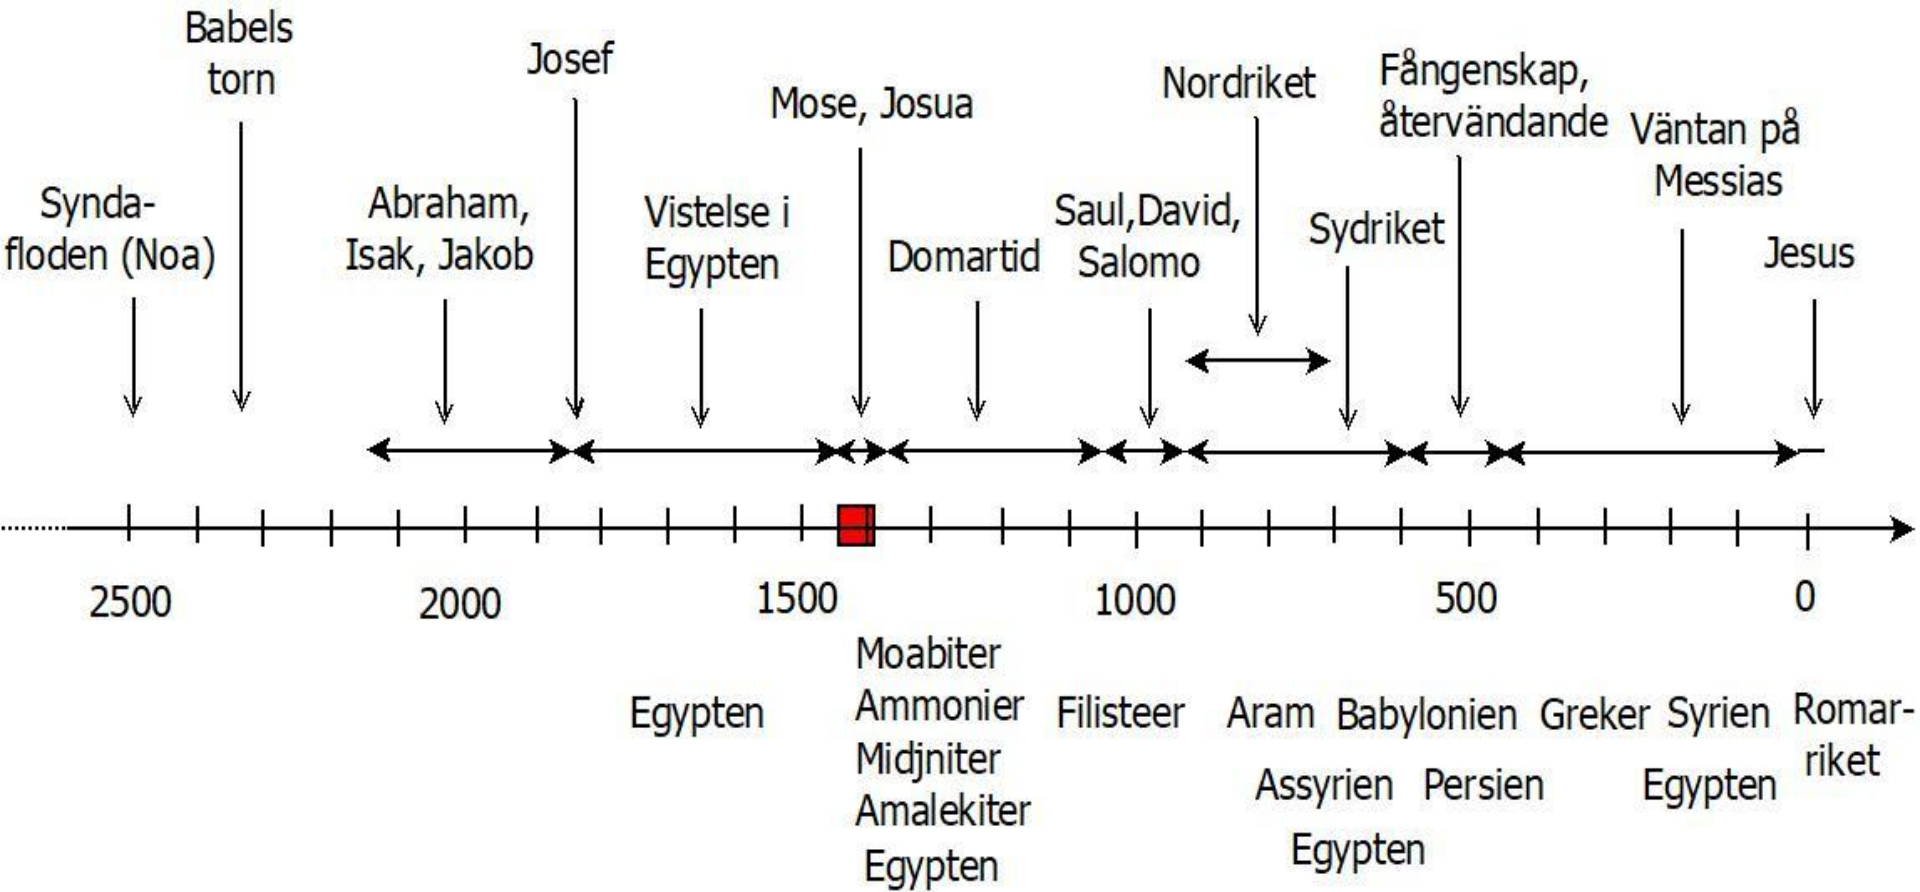 Babels
torn
Josef
Mose, Josua
Nordriket
Fångenskap,
återvändande
Väntan på
Messias
Synda-
floden (Noa)
Abraham,
Isak, Jakob
Vistelse i
Egypten
Domartid
Saul,David,
Salomo
Sydriket
Jesus
2500
2000
1500
1000
500
0
Egypten
Moabiter
Ammonier
Midjniter
Amalekiter
Egypten
Filisteer
Aram
Assyrien
Egypten
Babylonien
Persien
Greker
Syrien
Egypten
Romar-
riket